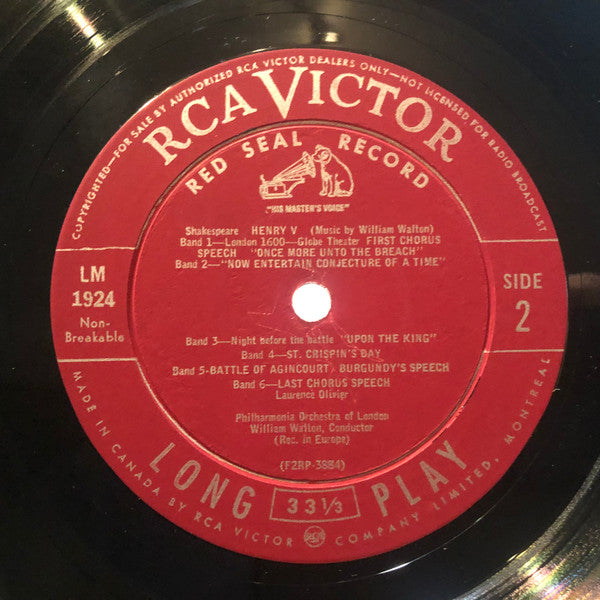 COPYRIGHTED—FOR SALE BY AUTHORIZED RCA VICTOR DEALERS ONLY—NOT LICENSED FOR RADIO BROADCAST
RCA VICTOR
RED SEAL RECORD
"HIS MASTER'S VOICE"
Shakespeare HENRY V (Music by William Walton)
Band 1—London 1600—Globe Theater FIRST CHORUS
SPEECH "ONCE MORE UNTO THE BREACH"
Band 2—"NOW ENTERTAIN CONJECTURE OF A TIME"
LM
1924
Non-
Breakable
SIDE
2
Band 3—Night before the battle "UPON THE KING"
Band 4—ST. CRISPIN'S DAY
Band 5-BATTLE OF AGINCOURT BURGUNDY'S SPEECH
Band 6—LAST CHORUS SPEECH
Laurence Olivier
Philharmonia Orchestra of London
William Walton, Conductor
(Rec. in Europe)
(F2RP-3884)
LONG 33 1/3 PLAY
MADE IN CANADA BY RCA VICTOR COMPANY LIMITED, MONTREAL